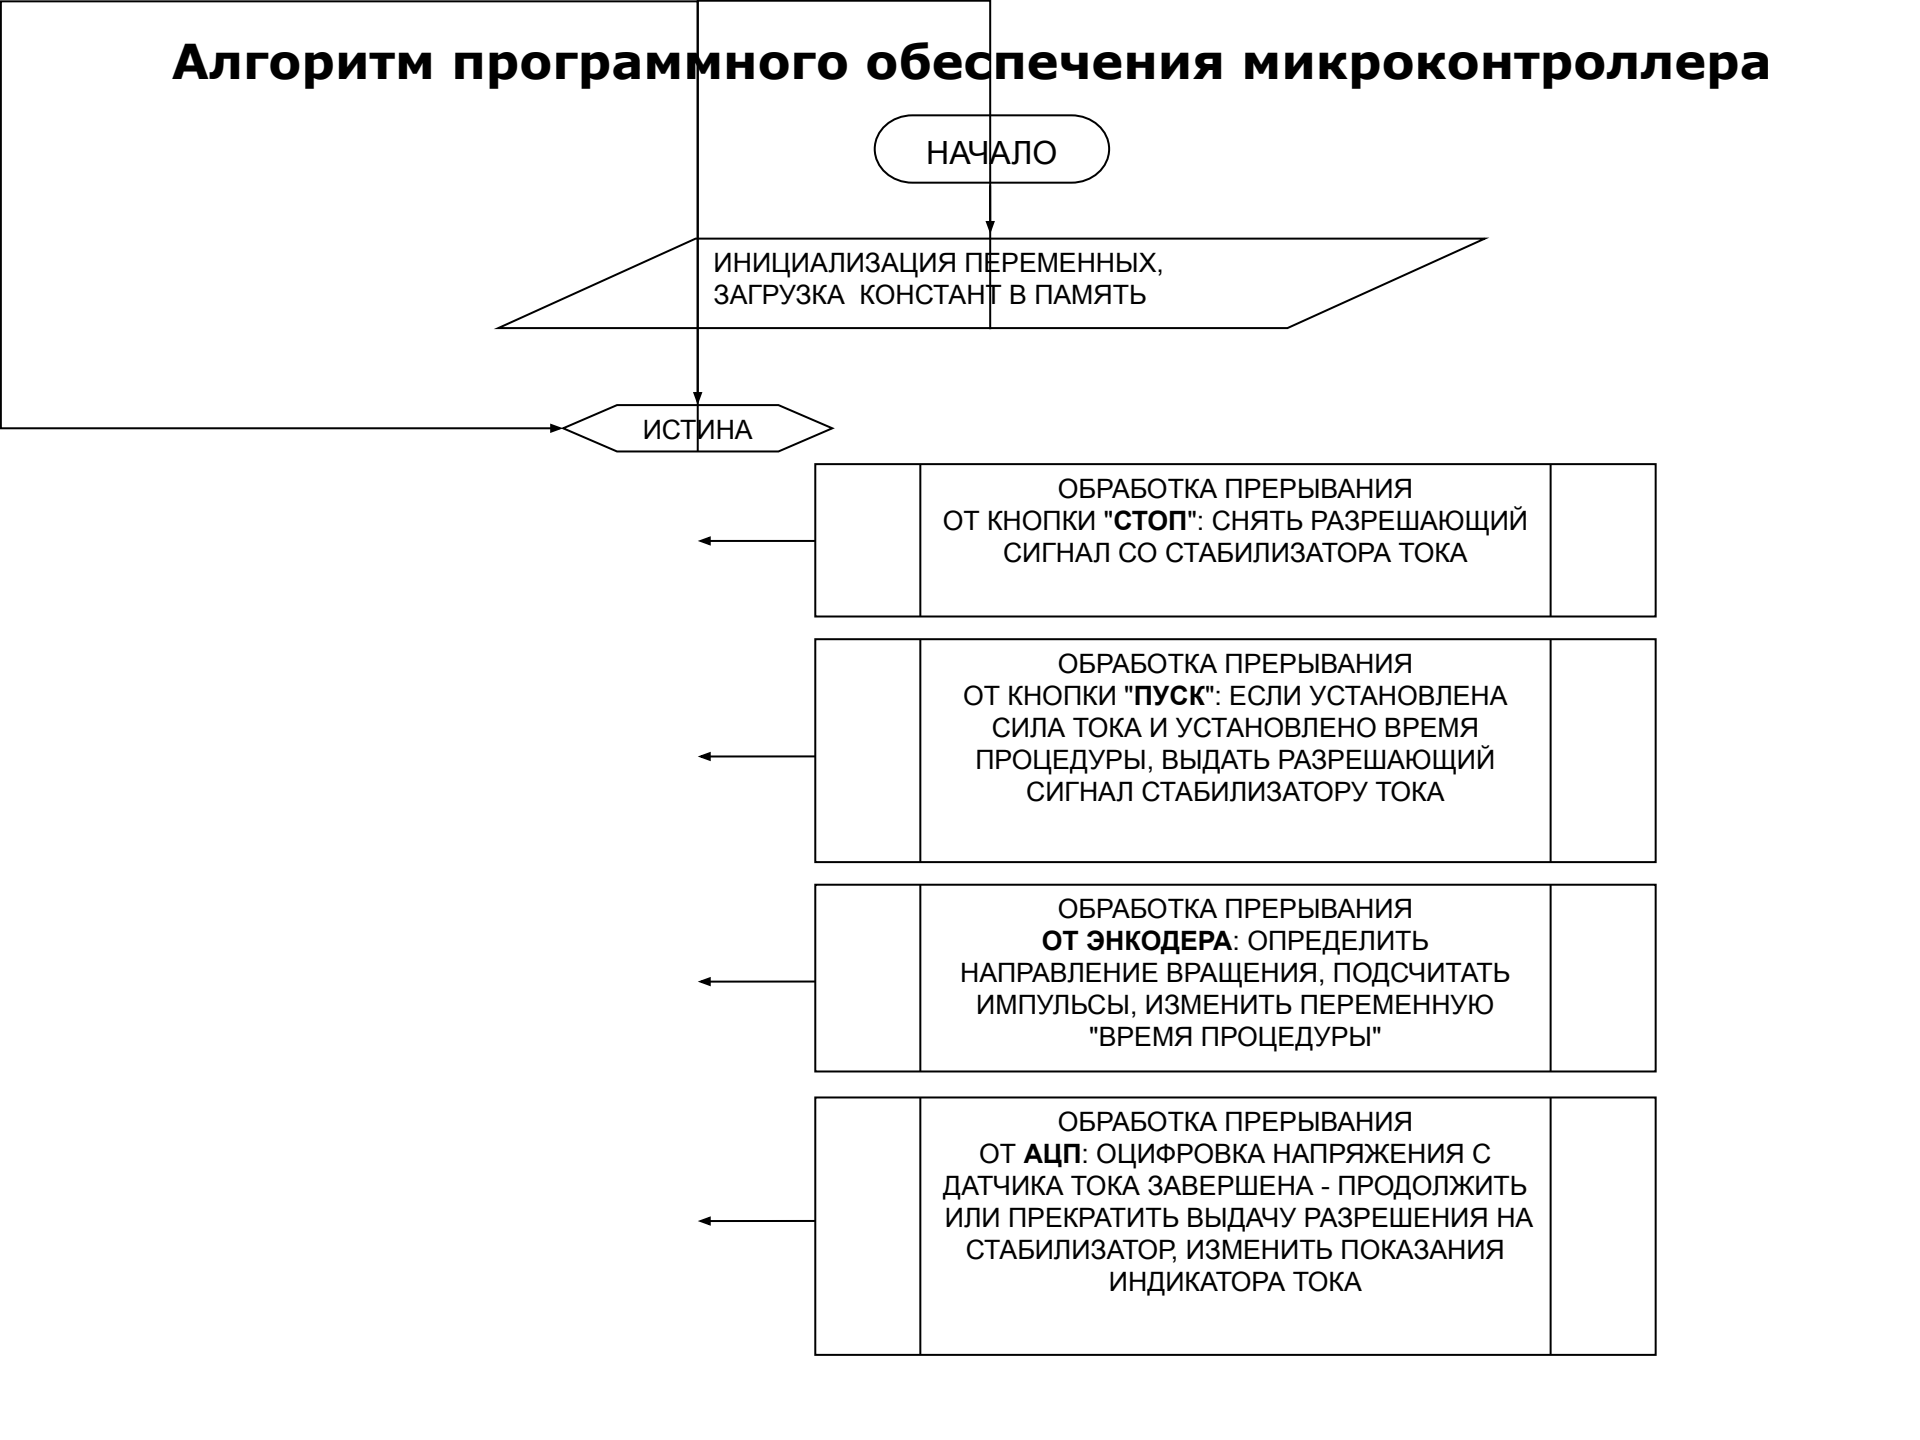 Алгоритм программного обеспечения микроконтроллера
НАЧАЛО
ИНИЦИАЛИЗАЦИЯ ПЕРЕМЕННЫХ,
ЗАГРУЗКА КОНСТАНТ В ПАМЯТЬ
ИСТИНА
ОБРАБОТКА ПРЕРЫВАНИЯ
ОТ КНОПКИ "СТОП": СНЯТЬ РАЗРЕШАЮЩИЙ
СИГНАЛ СО СТАБИЛИЗАТОРА ТОКА
ОБРАБОТКА ПРЕРЫВАНИЯ
ОТ КНОПКИ "ПУСК": ЕСЛИ УСТАНОВЛЕНА
СИЛА ТОКА И УСТАНОВЛЕНО ВРЕМЯ
ПРОЦЕДУРЫ, ВЫДАТЬ РАЗРЕШАЮЩИЙ
СИГНАЛ СТАБИЛИЗАТОРУ ТОКА
ОБРАБОТКА ПРЕРЫВАНИЯ
ОТ ЭНКОДЕРА: ОПРЕДЕЛИТЬ
НАПРАВЛЕНИЕ ВРАЩЕНИЯ, ПОДСЧИТАТЬ
ИМПУЛЬСЫ, ИЗМЕНИТЬ ПЕРЕМЕННУЮ
"ВРЕМЯ ПРОЦЕДУРЫ"
ОБРАБОТКА ПРЕРЫВАНИЯ
ОТ АЦП: ОЦИФРОВКА НАПРЯЖЕНИЯ С
ДАТЧИКА ТОКА ЗАВЕРШЕНА - ПРОДОЛЖИТЬ
ИЛИ ПРЕКРАТИТЬ ВЫДАЧУ РАЗРЕШЕНИЯ НА
СТАБИЛИЗАТОР, ИЗМЕНИТЬ ПОКАЗАНИЯ
ИНДИКАТОРА ТОКА